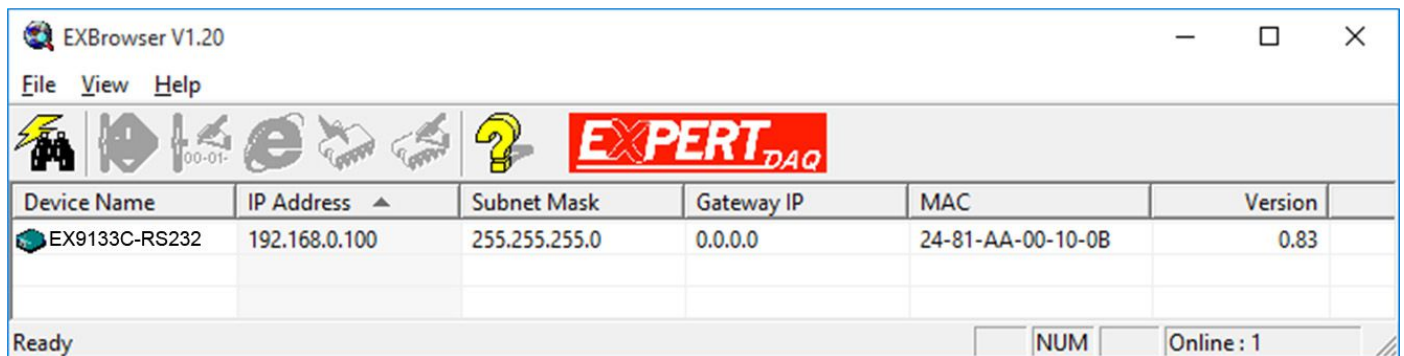 EXBrowser V1.20
File View Help
00-01-
EXPERT DAQ
Device Name IP Address Subnet Mask Gateway IP MAC Version
EX9133C-RS232 192.168.0.100 255.255.255.0 0.0.0.0 24-81-AA-00-10-0B 0.83
Ready NUM Online : 1